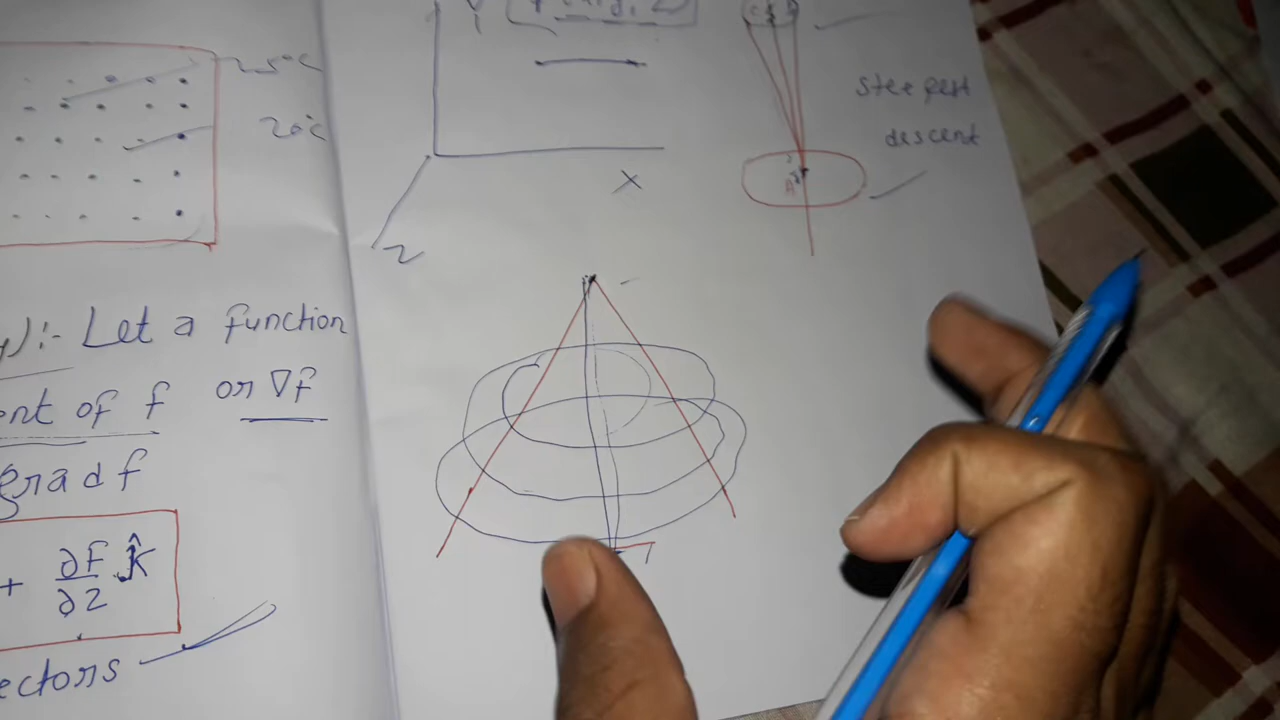 25°C
20°C
y):- Let a function
ent of f or ∇f
grad f
+ ∂F/∂z k̂
ectors
Y
X
Z
steepest
descent
A